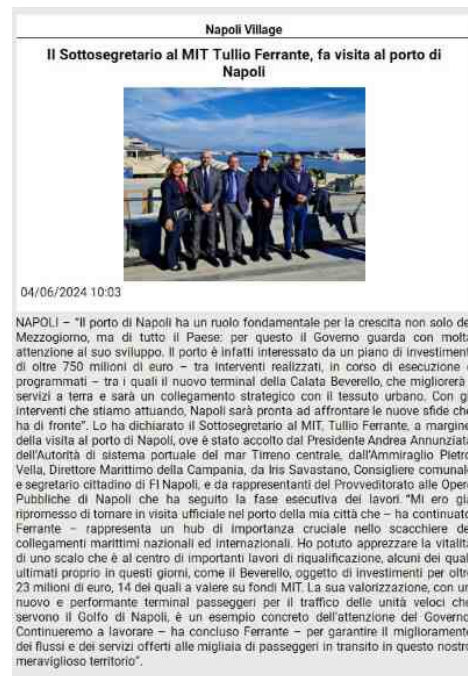 Napoli Village
Il Sottosegretario al MIT Tullio Ferrante, fa visita al porto di
Napoli
04/06/2024 10:03
NAPOLI – "Il porto di Napoli ha un ruolo fondamentale per la crescita non solo de
Mezzogiorno, ma di tutto il Paese: per questo il Governo guarda con molta
attenzione al suo sviluppo. Il porto è infatti interessato da un piano di investiment
di oltre 750 milioni di euro – tra interventi realizzati, in corso di esecuzione e
programmati – tra i quali il nuovo terminal della Calata Beverello, che migliorerà
servizi a terra e sarà un collegamento strategico con il tessuto urbano. Con g
interventi che stiamo attuando, Napoli sarà pronta ad affrontare le nuove sfide che
ha di fronte". Lo ha dichiarato il Sottosegretario al MIT, Tullio Ferrante, a margine
della visita al porto di Napoli, ove è stato accolto dal Presidente Andrea Annunziata
dell'Autorità di sistema portuale del mar Tirreno centrale, dall'Ammiraglio Pietro
Vella, Direttore Marittimo della Campania, da Iris Savastano, Consigliere comunale
e segretario cittadino di FI Napoli, e da rappresentanti del Provveditorato alle Oper
Pubbliche di Napoli che ha seguito la fase esecutiva dei lavori. "Mi ero già
ripromesso di tornare in visita ufficiale nel porto della mia città che – ha continuato
Ferrante – rappresenta un hub di importanza cruciale nello scacchiere de
collegamenti marittimi nazionali ed internazionali. Ho potuto apprezzare la vitalità
di uno scalo che è al centro di importanti lavori di riqualificazione, alcuni dei qual
ultimati proprio in questi giorni, come il Beverello, oggetto di investimenti per oltre
23 milioni di euro, 14 dei quali a valere su fondi MIT. La sua valorizzazione, con un
nuovo e performante terminal passeggeri per il traffico delle unità veloci che
servono il Golfo di Napoli, è un esempio concreto dell'attenzione del Governo
Continueremo a lavorare – ha concluso Ferrante – per garantire il miglioramento
dei flussi e dei servizi offerti alle migliaia di passeggeri in transito in questo nostro
meraviglioso territorio".